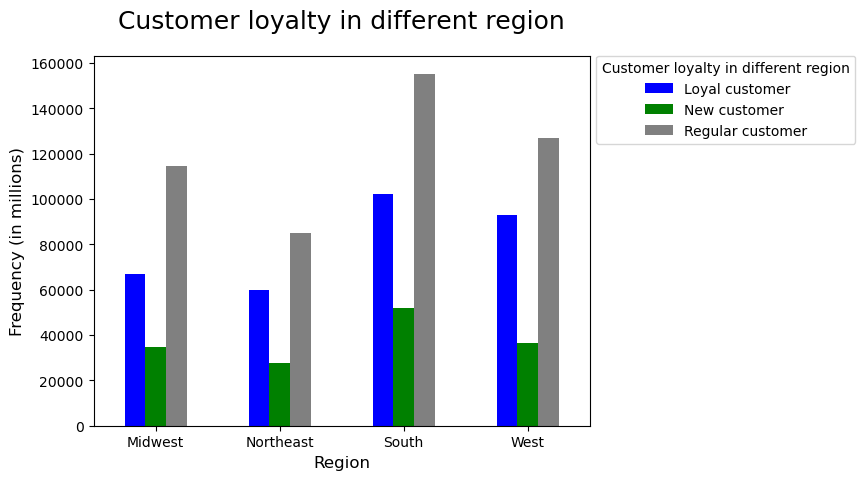 Customer loyalty in different region
Frequency (in millions)
160000
140000
120000
100000
80000
60000
40000
20000
0
Midwest
Northeast
South
West
Region
Customer loyalty in different region
Loyal customer
New customer
Regular customer